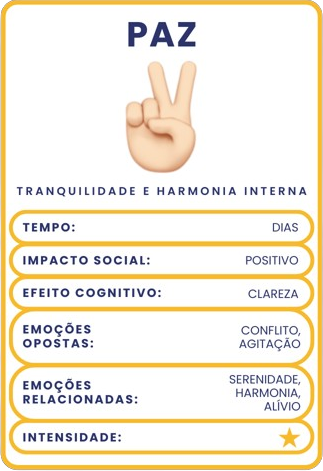 PAZ
TRANQUILIDADE E HARMONIA INTERNA
TEMPO: DIAS
IMPACTO SOCIAL: POSITIVO
EFEITO COGNITIVO: CLAREZA
EMOÇÕES
OPOSTAS:
CONFLITO,
AGITAÇÃO
EMOÇÕES
RELACIONADAS:
SERENIDADE,
HARMONIA,
ALÍVIO
INTENSIDADE: